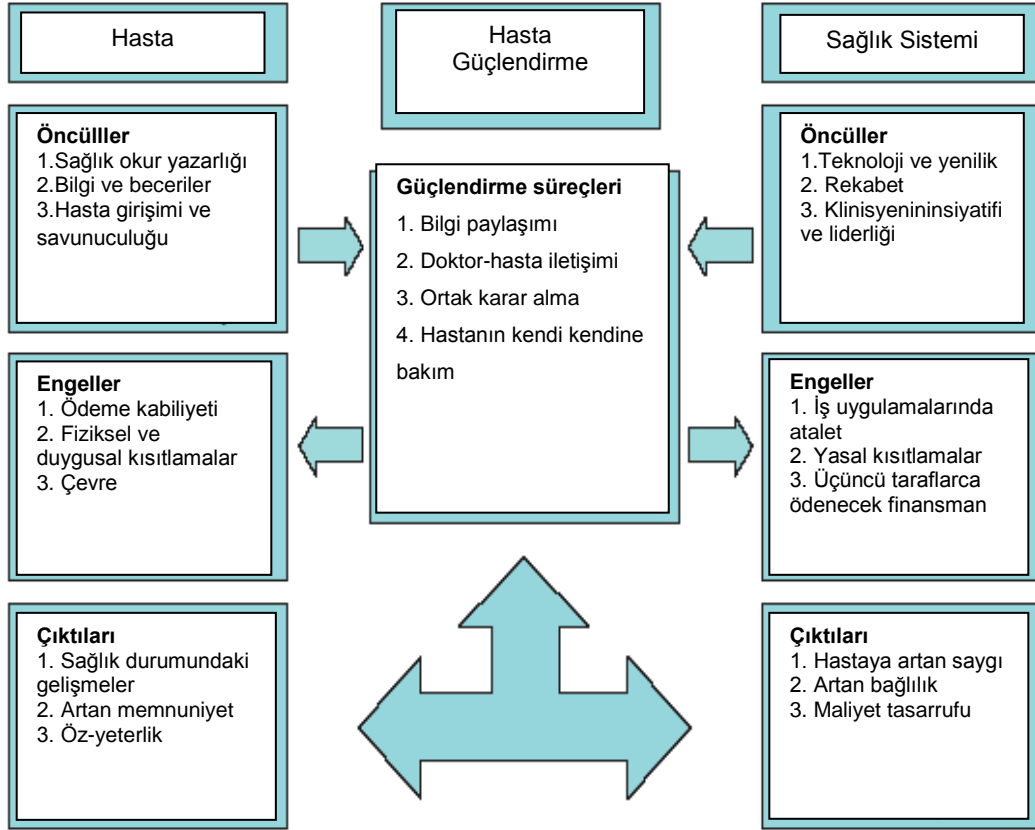 Hasta
Hasta
Güçlendirme
Sağlık Sistemi
Öncülller
1.Sağlık okur yazarlığı
2.Bilgi ve beceriler
3.Hasta girişimi ve
savunuculuğu
Güçlendirme süreçleri
1. Bilgi paylaşımı
2. Doktor-hasta iletişimi
3. Ortak karar alma
4. Hastanın kendi kendine
bakım
Öncüller
1.Teknoloji ve yenilik
2. Rekabet
3. Klinisyenininsiyatifi
ve liderliği
Engeller
1. Ödeme kabiliyeti
2. Fiziksel ve
duygusal kısıtlamalar
3. Çevre
Engeller
1. İş uygulamalarında
atalet
2. Yasal kısıtlamalar
3. Üçüncü taraflarca
ödenecek finansman
Çıktıları
1. Sağlık durumundaki
gelişmeler
2. Artan memnuniyet
3. Öz-yeterlik
Çıktıları
1. Hastaya artan saygı
2. Artan bağlılık
3. Maliyet tasarrufu